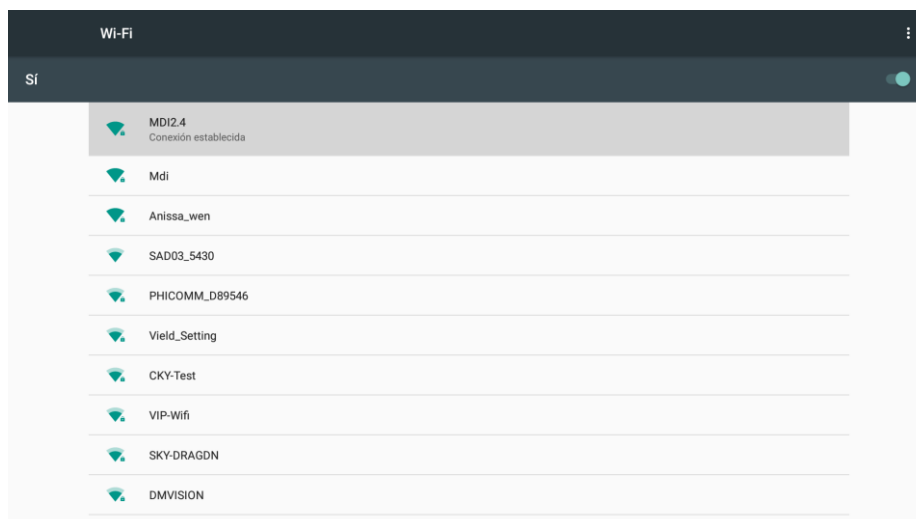 Wi-Fi
Sí
MDI2.4
Conexión establecida
Mdi
Anissa_wen
SAD03_5430
PHICOMM_D89546
Vield_Setting
CKY-Test
VIP-Wifi
SKY-DRAGDN
DMVISION